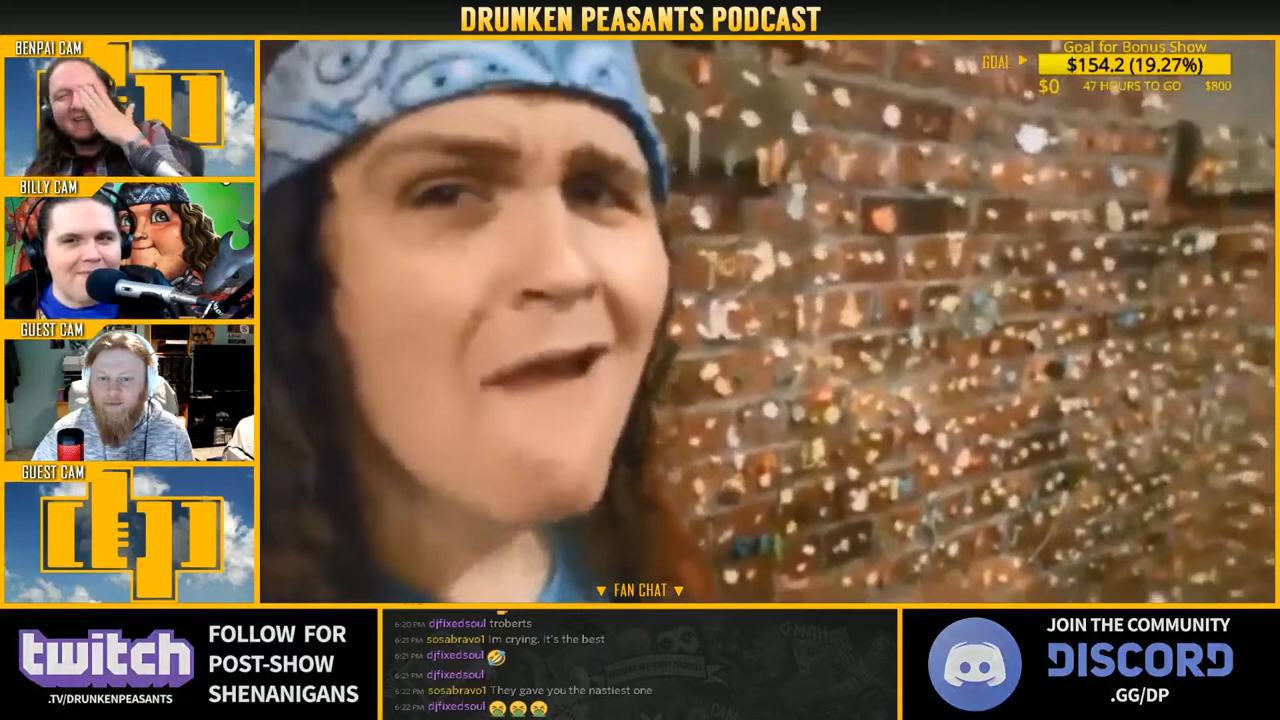 DRUNKEN PEASANTS PODCAST
BENPAI CAM
BILLY CAM
GUEST CAM
GUEST CAM
Goal for Bonus Show
GOAL
$154.2 (19.27%)
$0
47 HOURS TO GO
$800
▼ FAN CHAT ▼
twitch
.TV/DRUNKENPEASANTS
FOLLOW FOR
POST-SHOW
SHENANIGANS
6:20 PM djfixedsoul troberts
6:21 PM sosabravo1 Im crying. It's the best
6:21 PM djfixedsoul 🤣
6:21 PM djfixedsoul
6:22 PM sosabravo1 They gave you the nastiest one
6:22 PM djfixedsoul 🤮🤮🤮
JOIN THE COMMUNITY
DISCORD
.GG/DP